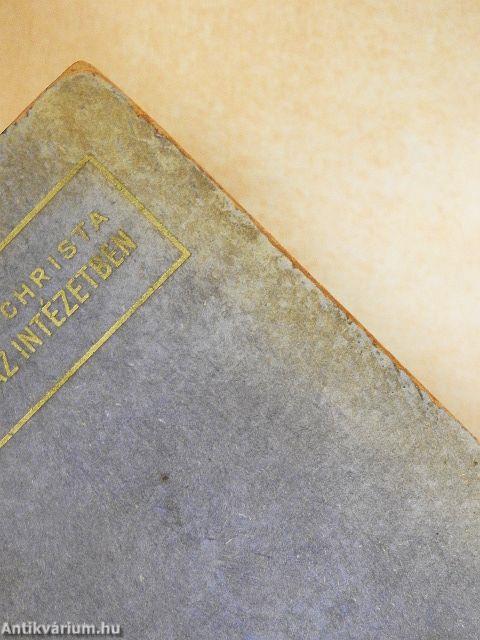 CHRISTA
AZ INTÉZETBEN
Antikvárium.hu